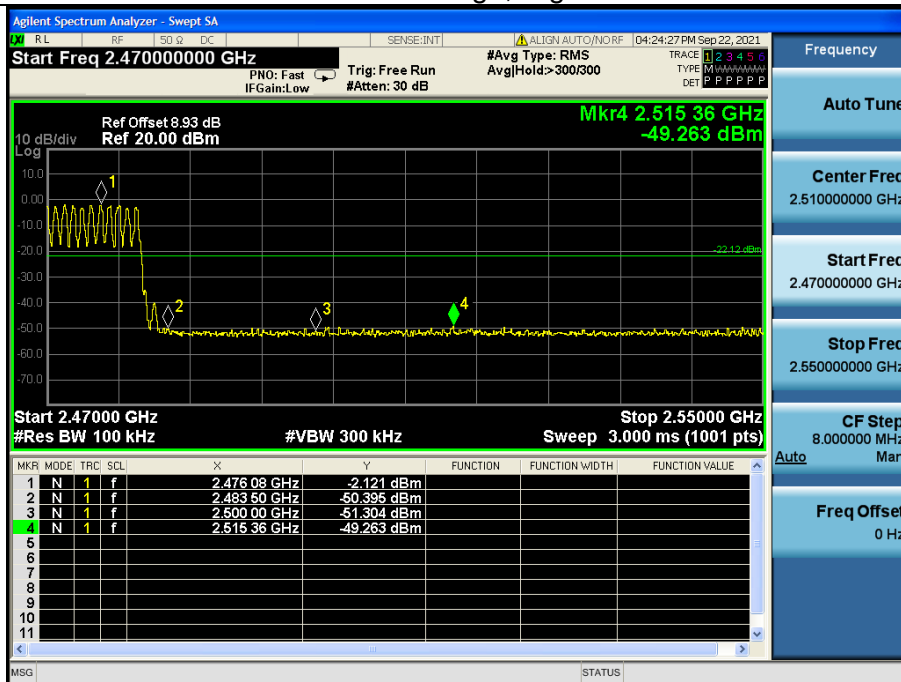 Agilent Spectrum Analyzer - Swept SA
LXI RL RF 50 Ω DC SENSE:INT ALIGN AUTO/NO RF 04:24:27 PM Sep 22, 2021
Start Freq 2.470000000 GHz
PNO: Fast
IFGain:Low
Trig: Free Run
#Atten: 30 dB
#Avg Type: RMS
Avg|Hold:>300/300
TRACE 1 2 3 4 5 6
TYPE MWWWWW
DET P P P P P P
Frequency
Mkr4 2.515 36 GHz
-49.263 dBm
Ref Offset 8.93 dB
10 dB/div Ref 20.00 dBm
Log
10.0
0.00
-10.0
-20.0
-30.0
-40.0
-50.0
-60.0
-70.0
1
2
3
4
-22.12 dBm
Start 2.47000 GHz Stop 2.55000 GHz
#Res BW 100 kHz #VBW 300 kHz Sweep 3.000 ms (1001 pts)
MKR MODE TRC SCL X Y FUNCTION FUNCTION WIDTH FUNCTION VALUE
1 N 1 f 2.476 08 GHz -2.121 dBm
2 N 1 f 2.483 50 GHz -50.395 dBm
3 N 1 f 2.500 00 GHz -51.304 dBm
4 N 1 f 2.515 36 GHz -49.263 dBm
5
6
7
8
9
10
11
MSG STATUS
Auto Tune
Center Freq
2.510000000 GHz
Start Freq
2.470000000 GHz
Stop Freq
2.550000000 GHz
CF Step
8.000000 MHz
Auto Man
Freq Offset
0 Hz